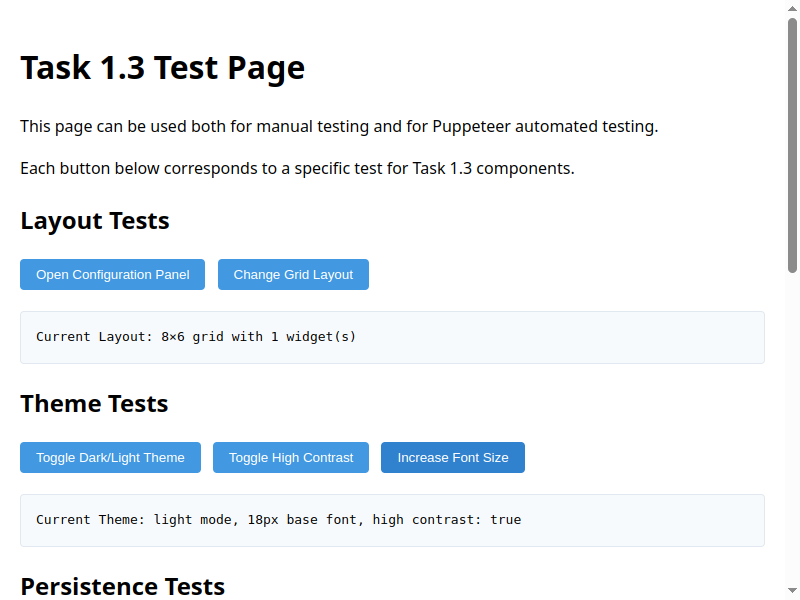 Task 1.3 Test Page
This page can be used both for manual testing and for Puppeteer automated testing.
Each button below corresponds to a specific test for Task 1.3 components.
Layout Tests
Open Configuration Panel Change Grid Layout
Current Layout: 8×6 grid with 1 widget(s)
Theme Tests
Toggle Dark/Light Theme Toggle High Contrast Increase Font Size
Current Theme: light mode, 18px base font, high contrast: true
Persistence Tests